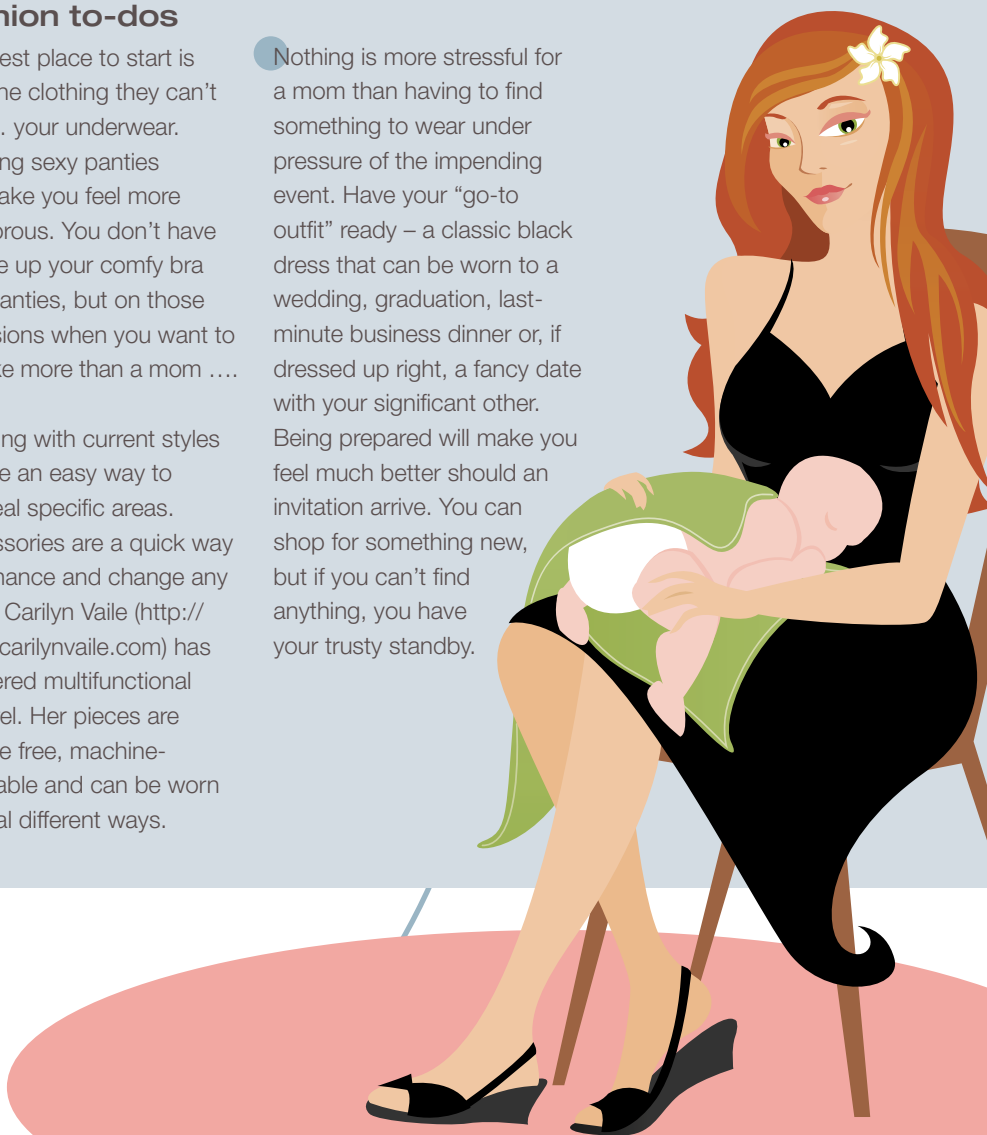 nion to-dos
est place to start is
ne clothing they can't
. your underwear.
ng sexy panties
ake you feel more
orous. You don't have
e up your comfy bra
anties, but on those
sions when you want to
ke more than a mom ….
ng with current styles
e an easy way to
eal specific areas.
ssories are a quick way
nance and change any
Carilyn Vaile (http://
carilynvaile.com) has
ered multifunctional
el. Her pieces are
e free, machine-
able and can be worn
al different ways.
Nothing is more stressful for
a mom than having to find
something to wear under
pressure of the impending
event. Have your “go-to
outfit” ready – a classic black
dress that can be worn to a
wedding, graduation, last-
minute business dinner or, if
dressed up right, a fancy date
with your significant other.
Being prepared will make you
feel much better should an
invitation arrive. You can
shop for something new,
but if you can't find
anything, you have
your trusty standby.